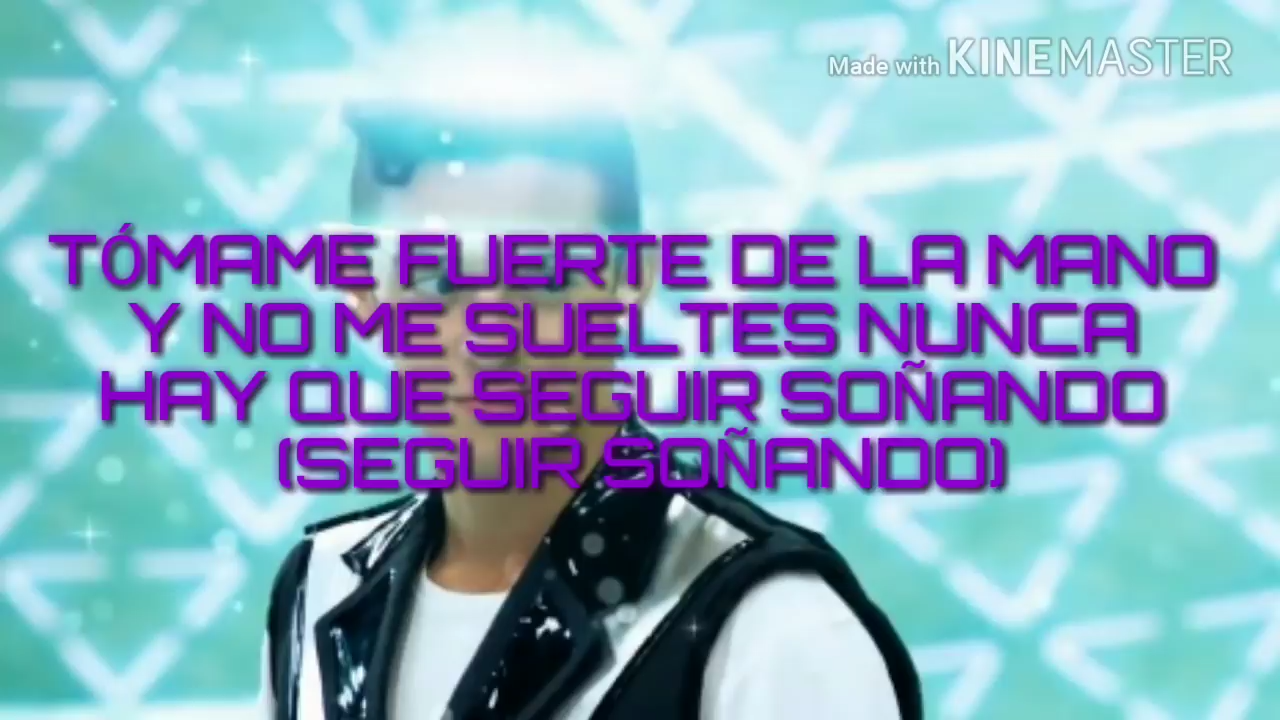 Made with KINEMASTER
TÓMAME FUERTE DE LA MANO
Y NO ME SUELTES NUNCA
HAY QUE SEGUIR SOÑANDO
(SEGUIR SOÑANDO)